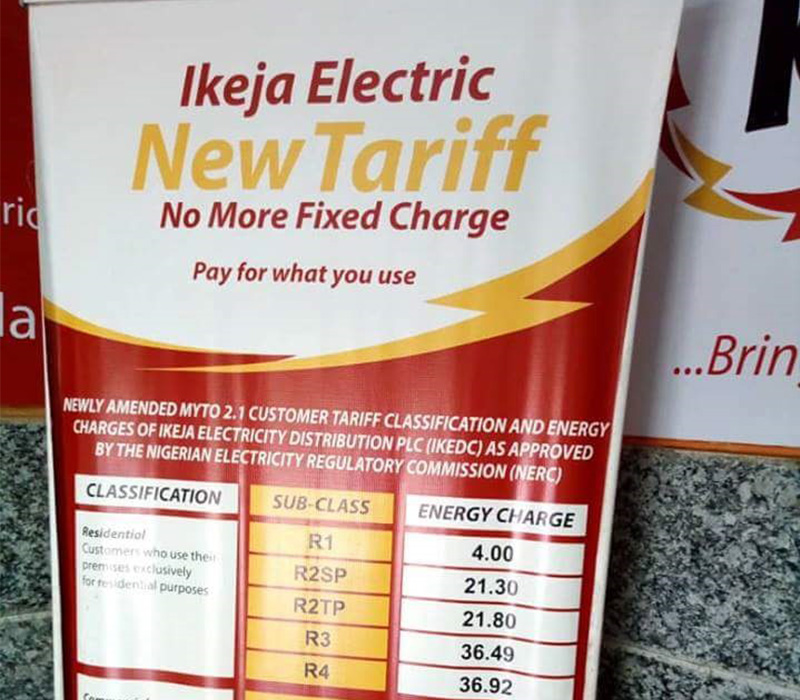 Ikeja Electric
New Tariff
No More Fixed Charge
Pay for what you use
NEWLY AMENDED MYTO 2.1 CUSTOMER TARIFF CLASSIFICATION AND ENERGY
CHARGES OF IKEJA ELECTRICITY DISTRIBUTION PLC (IKEDC) AS APPROVED
BY THE NIGERIAN ELECTRICITY REGULATORY COMMISSION (NERC)
CLASSIFICATION SUB-CLASS ENERGY CHARGE
Residential
Customers who use their
premises exclusively
for residential purposes
R1 4.00
R2SP 21.30
R2TP 21.80
R3 36.49
R4 36.92
...Brin